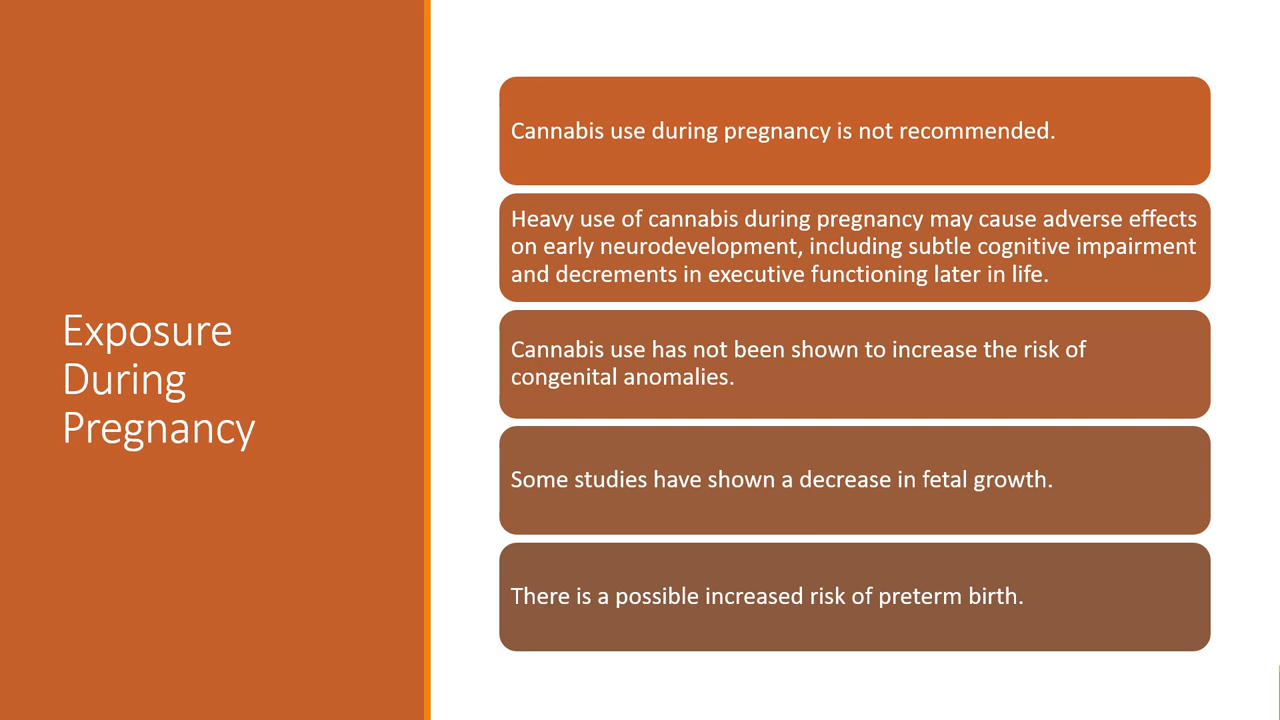 Exposure
During
Pregnancy
Cannabis use during pregnancy is not recommended.
Heavy use of cannabis during pregnancy may cause adverse effects
on early neurodevelopment, including subtle cognitive impairment
and decrements in executive functioning later in life.
Cannabis use has not been shown to increase the risk of
congenital anomalies.
Some studies have shown a decrease in fetal growth.
There is a possible increased risk of preterm birth.